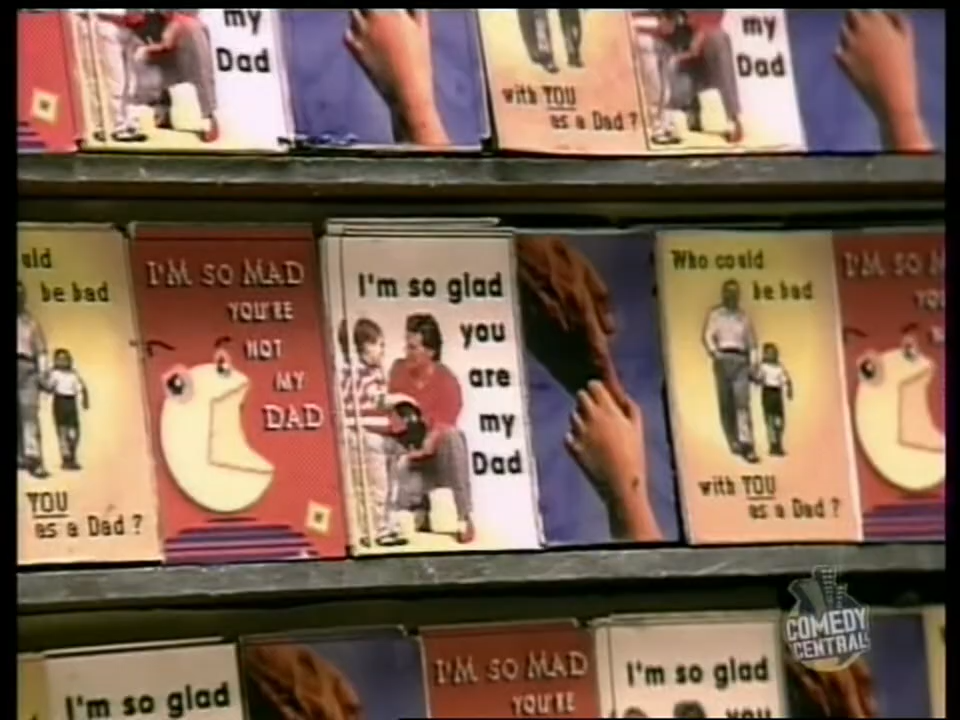 my
Dad
with YOU
as a Dad?
my
Dad
uld
be bad
YOU
as a Dad?
I'M SO MAD
YOU'RE
NOT
MY
DAD
I'm so glad
you
are
my
Dad
Who could
be bad
with YOU
as a Dad?
I'M SO M
YO
I'm so glad
I'M SO MAD
YOU'RE
I'm so glad
you
COMEDY
CENTRAL